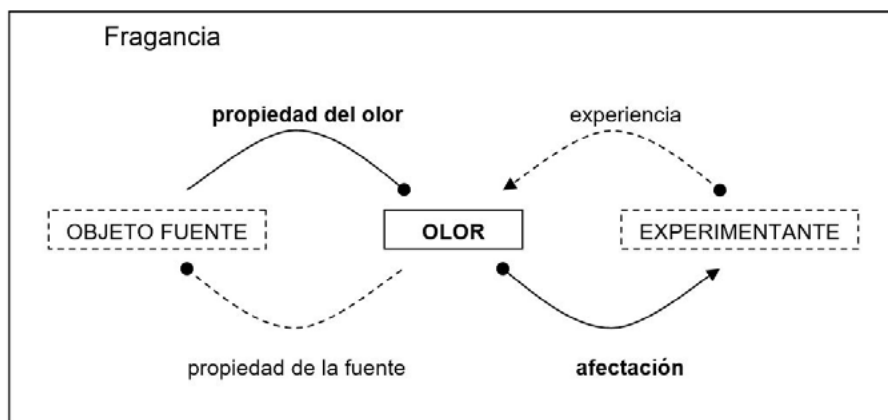 Fragancia
propiedad del olor
experiencia
OBJETO FUENTE
OLOR
EXPERIMENTANTE
propiedad de la fuente
afectación